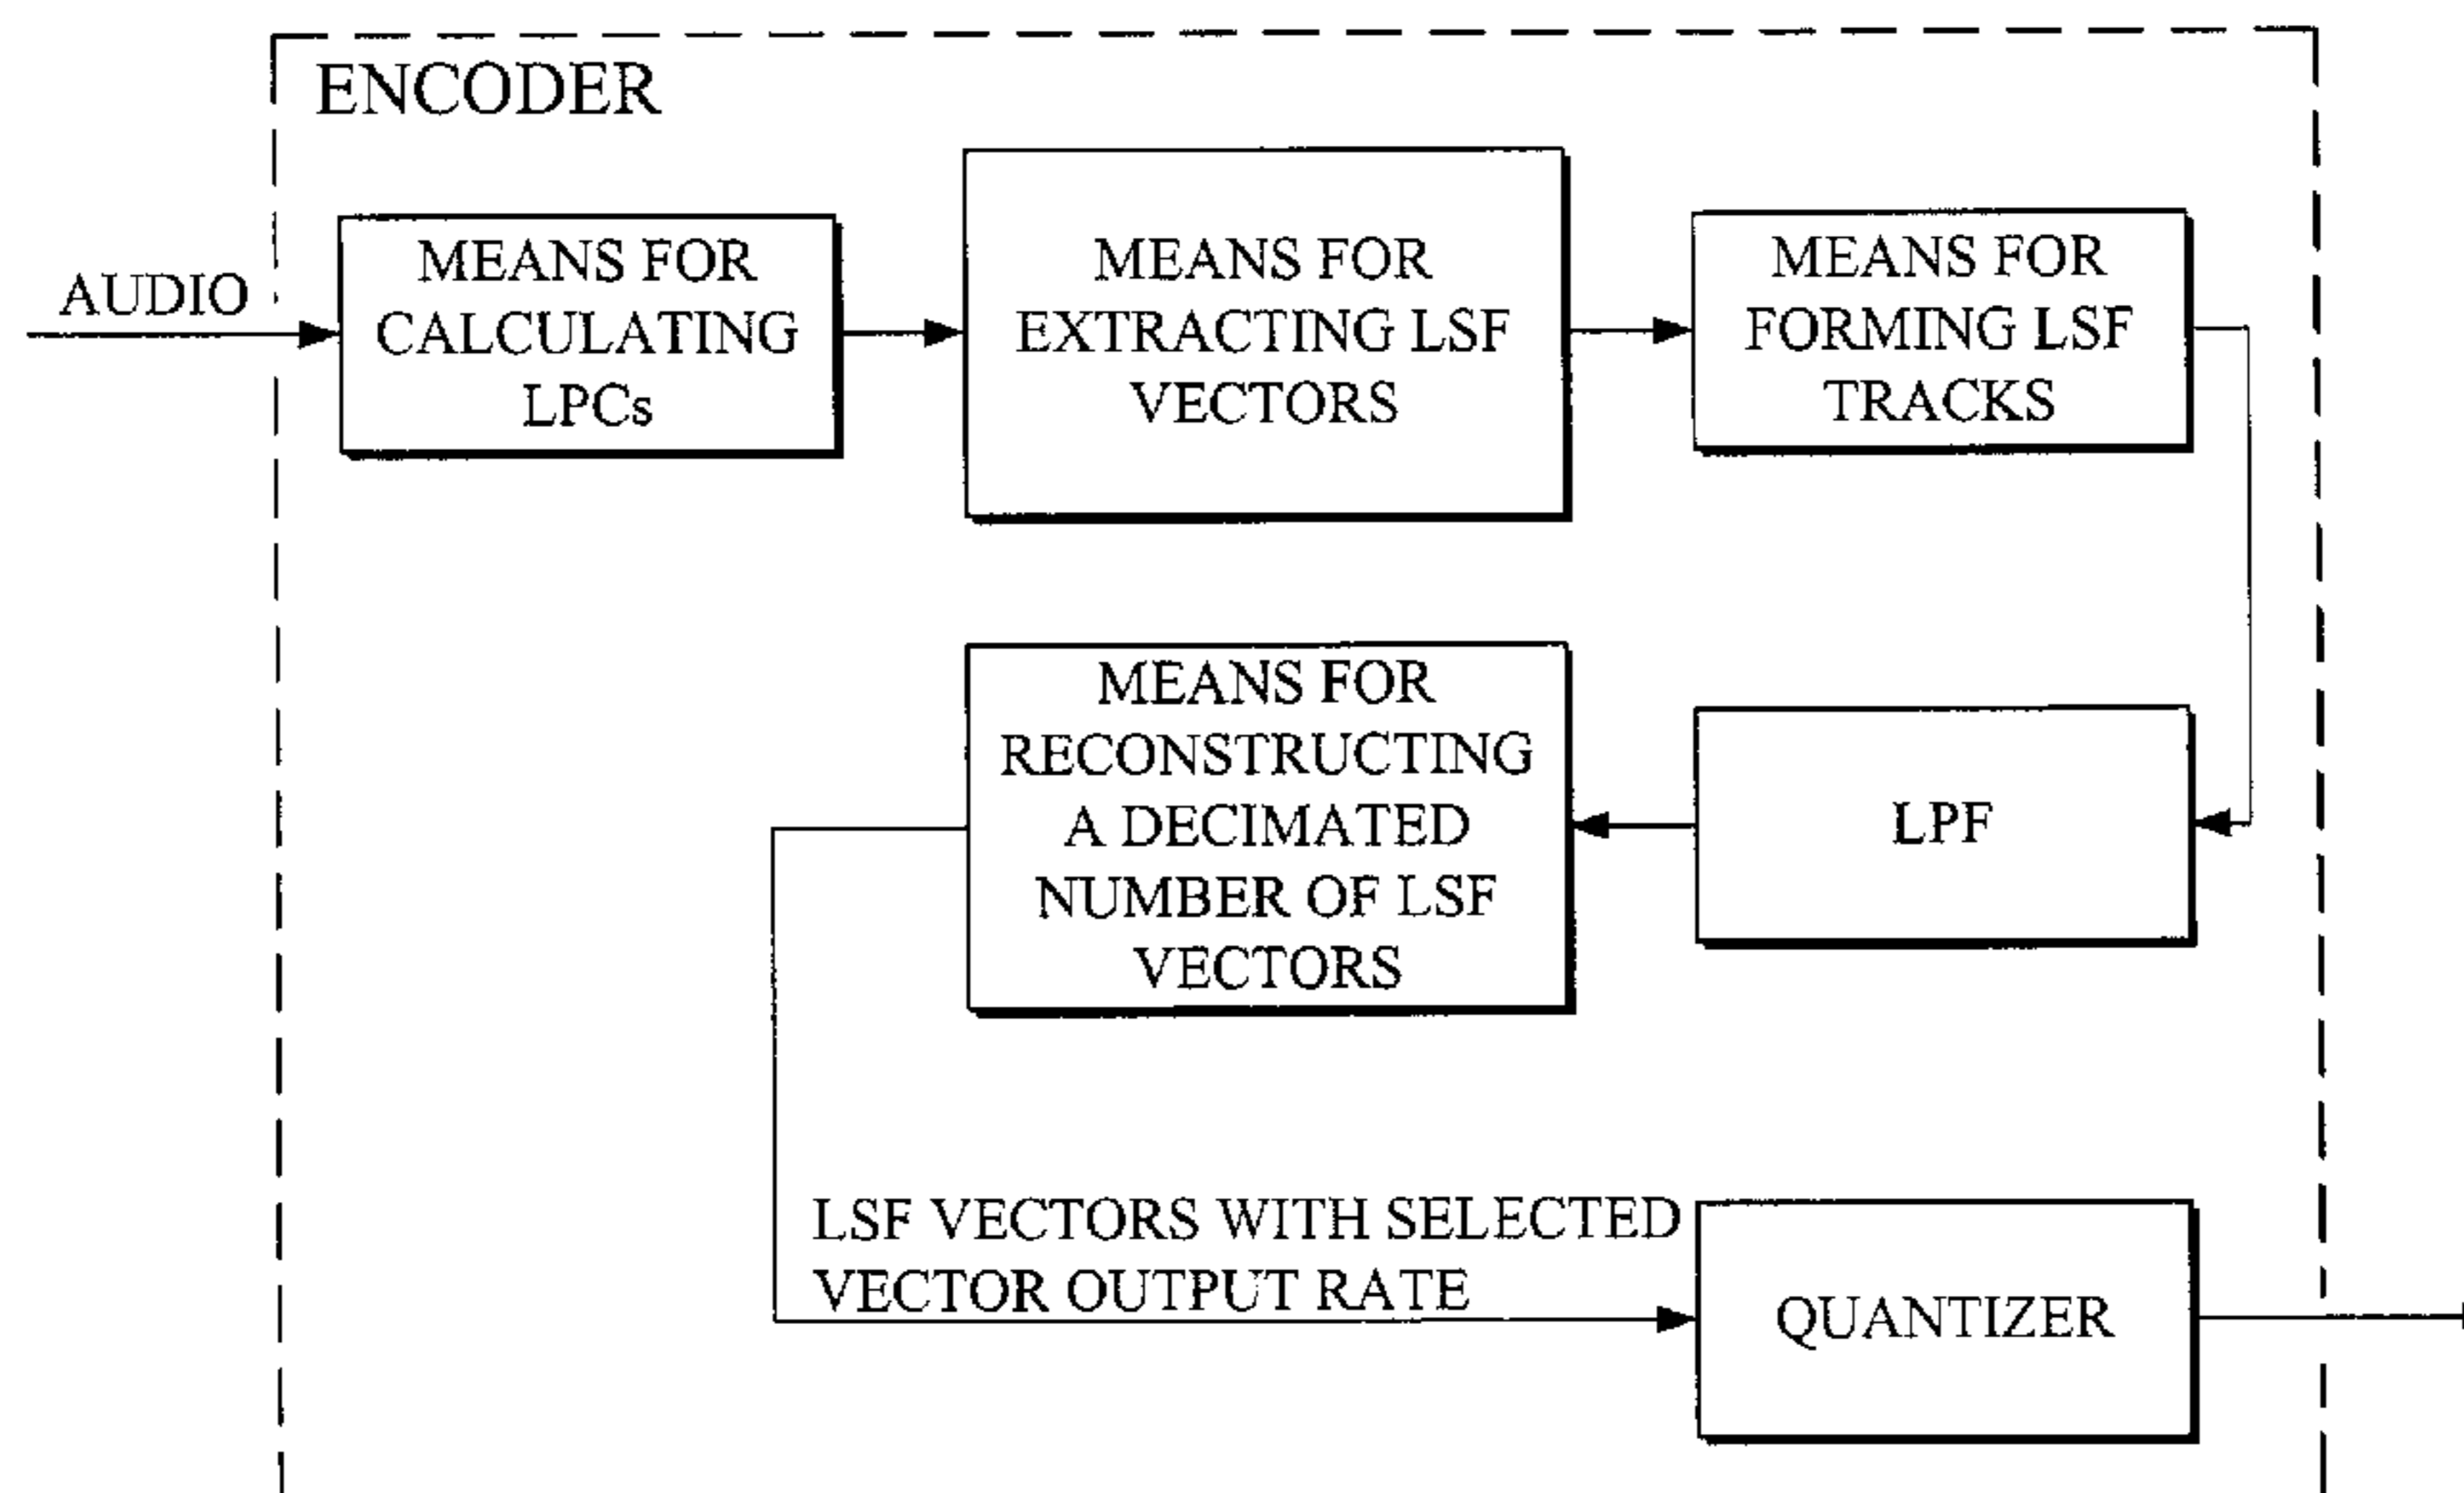 ENCODER
AUDIO
MEANS FOR
CALCULATING
LPCs
MEANS FOR
EXTRACTING LSF
VECTORS
MEANS FOR
FORMING LSF
TRACKS
LPF
MEANS FOR
RECONSTRUCTING
A DECIMATED
NUMBER OF LSF
VECTORS
LSF VECTORS WITH SELECTED
VECTOR OUTPUT RATE
QUANTIZER